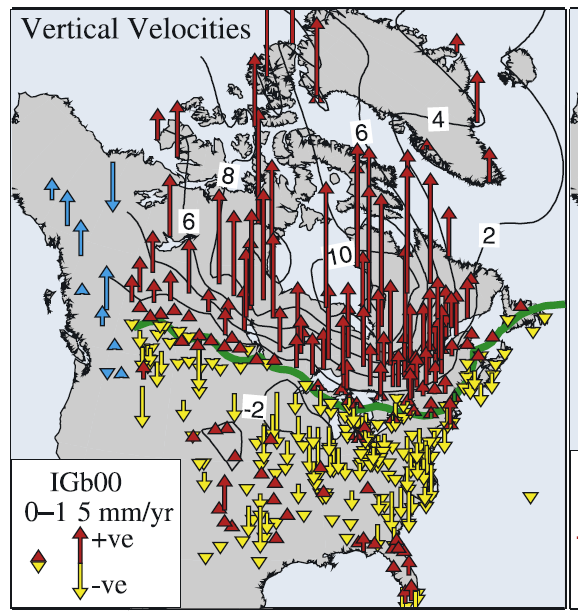 Vertical Velocities
6
4
8
6
2
10
-2
IGb00
0–1 5 mm/yr
+ve
-ve